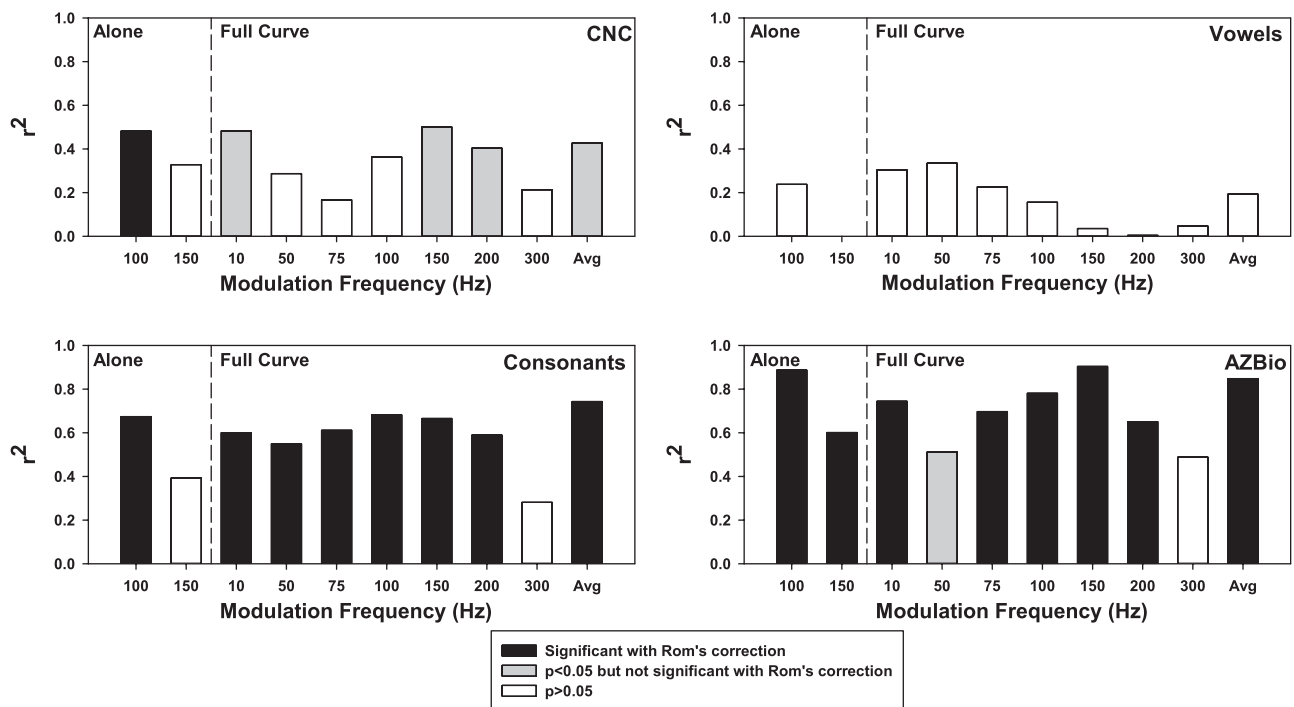 Alone Full Curve CNC
1.0
0.8
0.6
0.4
0.2
0.0
r2
100 150 10 50 75 100 150 200 300 Avg
Modulation Frequency (Hz)
Alone Full Curve Vowels
1.0
0.8
0.6
0.4
0.2
0.0
r2
100 150 10 50 75 100 150 200 300 Avg
Modulation Frequency (Hz)
Alone Full Curve Consonants
1.0
0.8
0.6
0.4
0.2
0.0
r2
100 150 10 50 75 100 150 200 300 Avg
Modulation Frequency (Hz)
Alone Full Curve AZBio
1.0
0.8
0.6
0.4
0.2
0.0
r2
100 150 10 50 75 100 150 200 300 Avg
Modulation Frequency (Hz)
Significant with Rom's correction
p<0.05 but not significant with Rom's correction
p>0.05